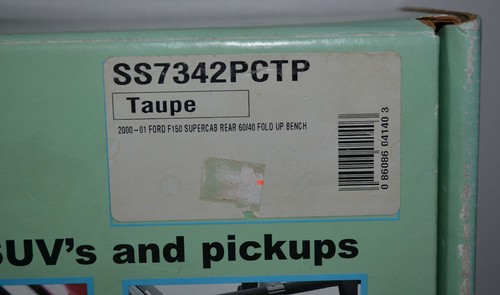 SS7342PCTP
Taupe
2000-01 FORD F150 SUPERCAB REAR 60/40 FOLD UP BENCH
0 86086 04140 3
SUV's and pickups